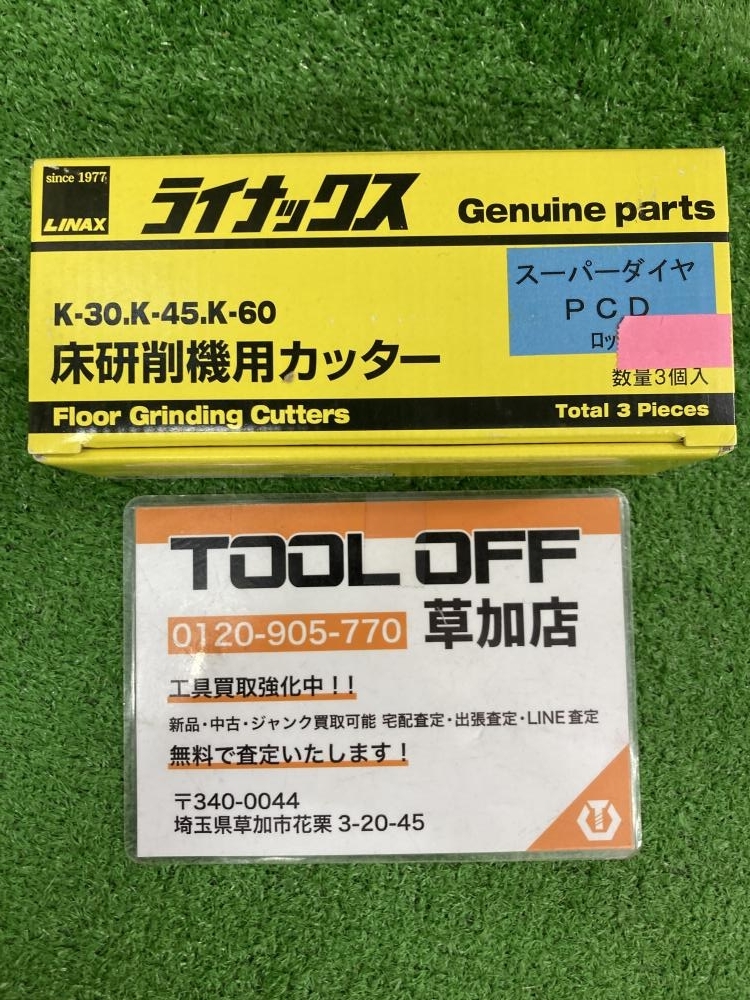 since 1977
LINAX
ライナックス
Genuine parts
スーパーダイヤ
PCD
ロッ
K-30.K-45.K-60
床研削機用カッター
数量3個入
Floor Grinding Cutters
Total 3 Pieces
TOOL OFF
0120-905-770
草加店
工具買取強化中!!
新品・中古・ジャンク買取可能 宅配査定・出張査定・LINE査定
無料で査定いたします!
〒340-0044
埼玉県草加市花栗 3-20-45